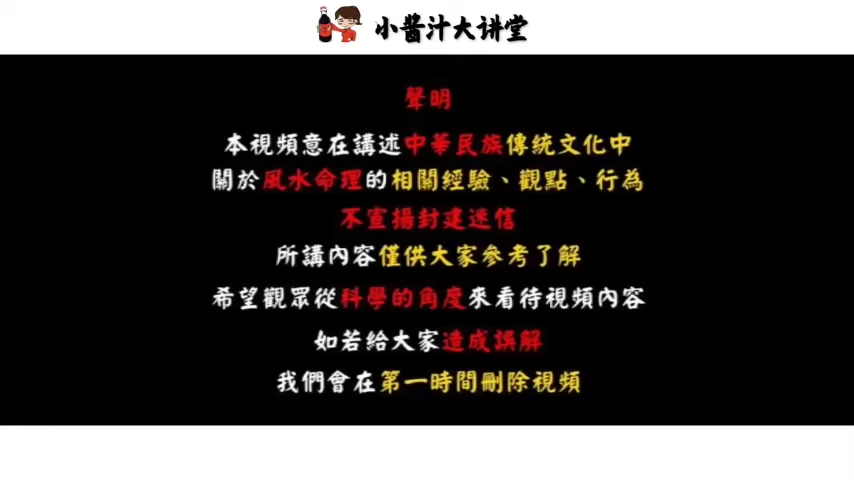 小酱汁大讲堂
聲明
本視頻意在講述中華民族傳統文化中
關於風水命理的相關經驗、觀點、行為
不宣揚封建迷信
所講內容僅供大家參考了解
希望觀眾從科學的角度來看待視頻內容
如若給大家造成誤解
我們會在第一時間刪除視頻